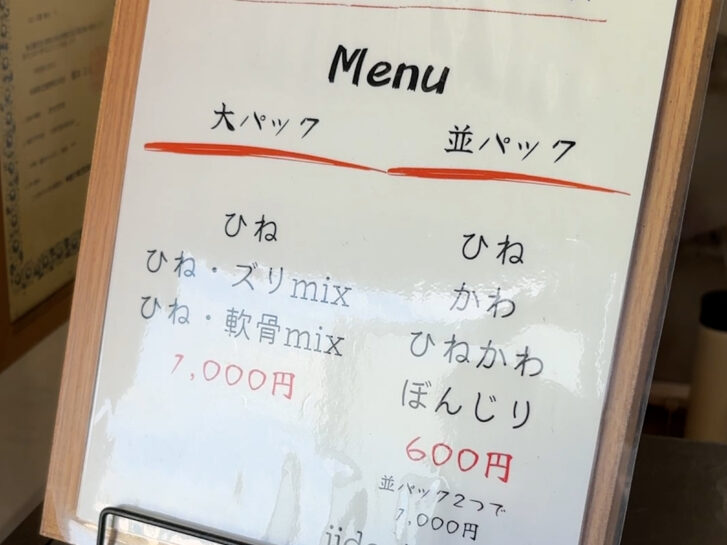 Menu
大パック
ひね
ひね・ズリmix
ひね・軟骨mix
1,000円
並パック
ひね
かわ
ひねかわ
ぼんじり
600円
並パック2つで
1,000円